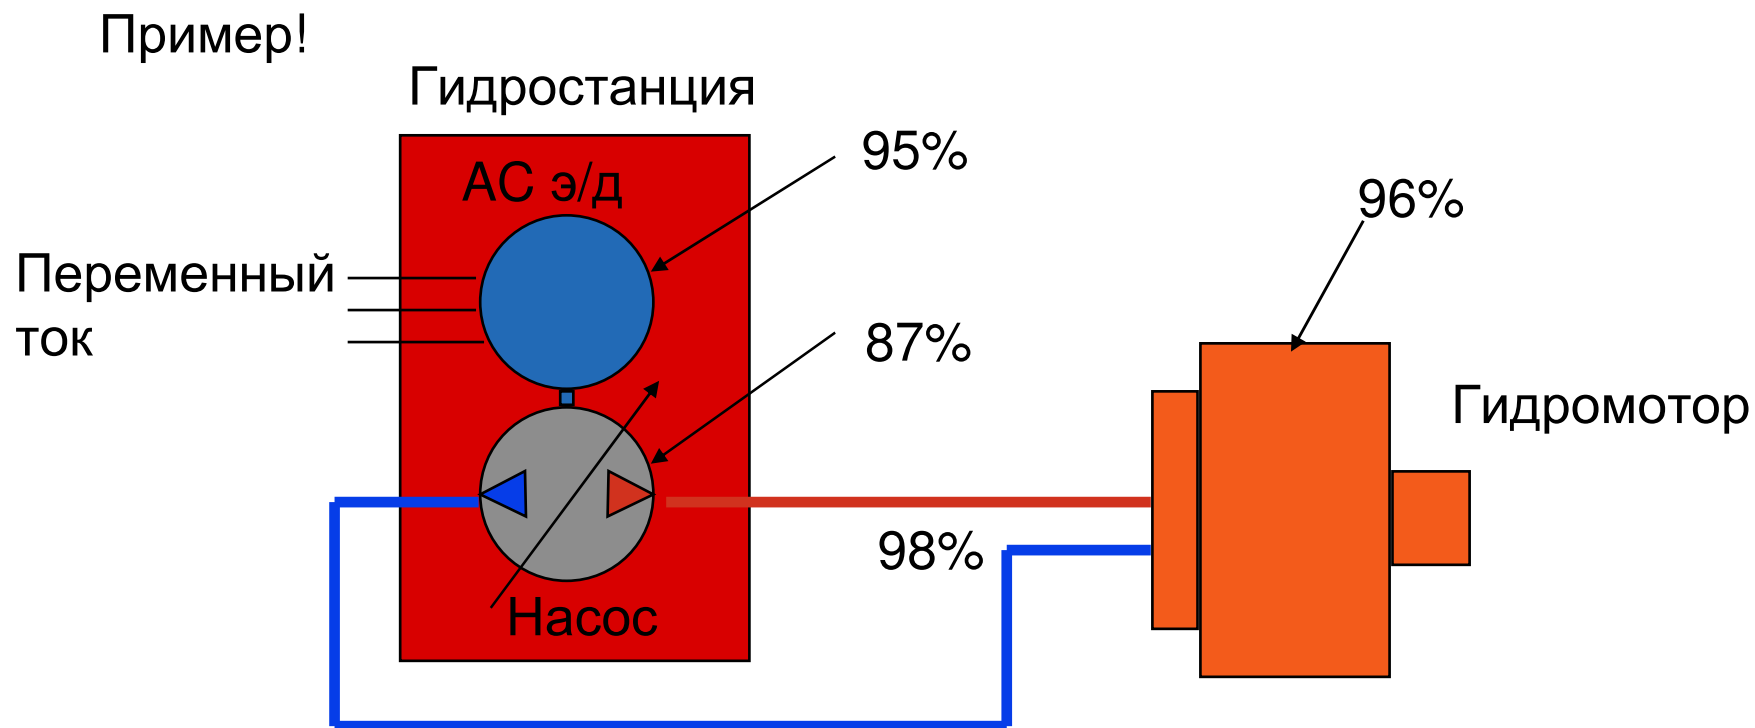 Пример!
Гидростанция
АС э/д
95%
96%
Переменный
ток
87%
Гидромотор
98%
Насос